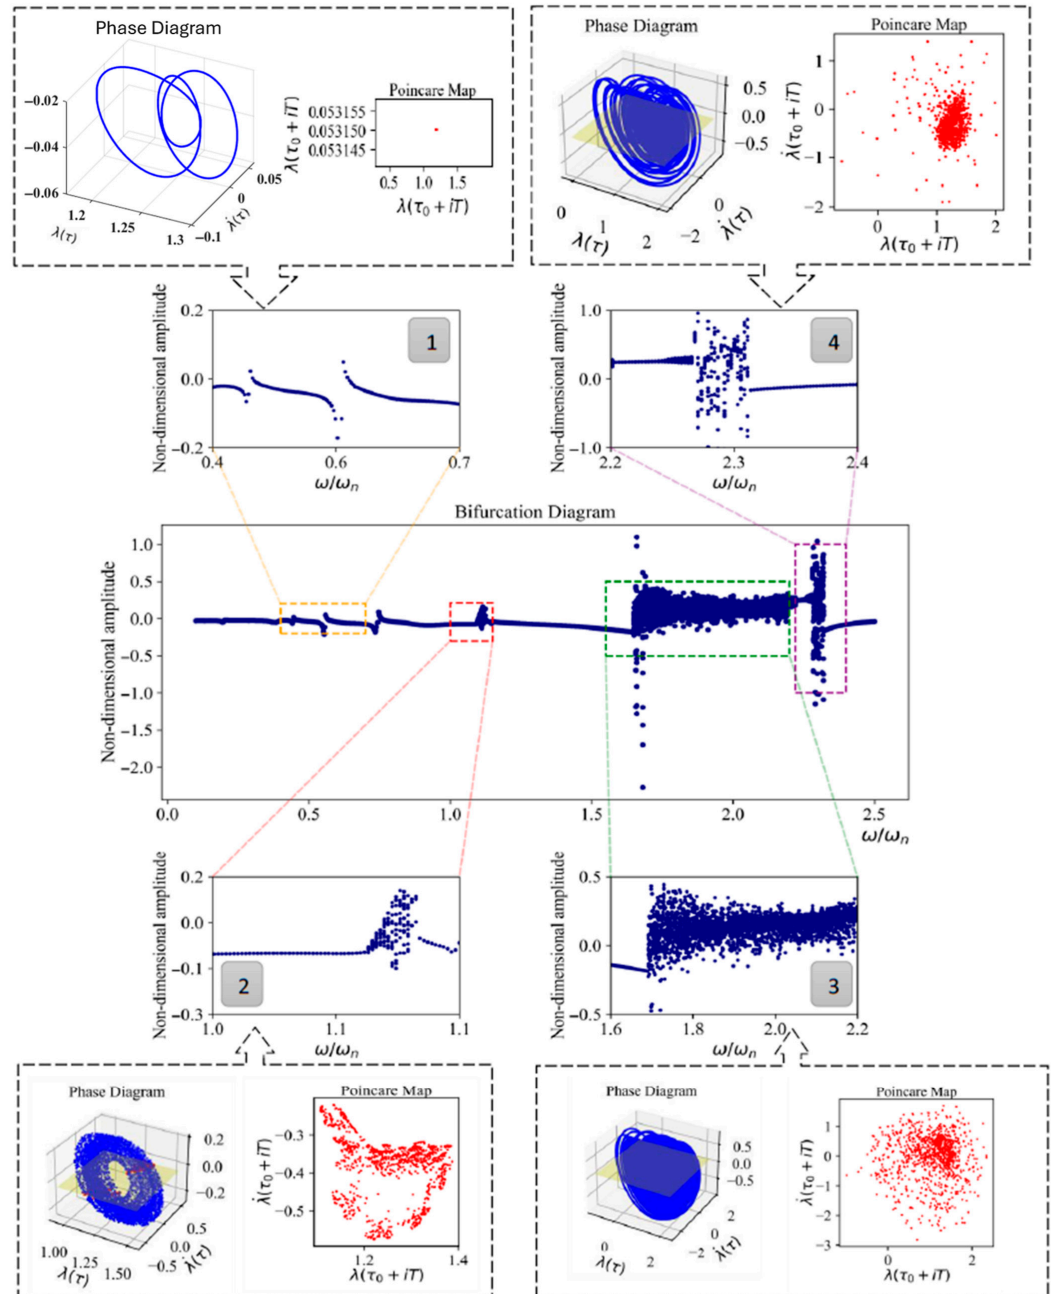 Phase Diagram
−0.02
−0.04
−0.06
1.2
1.25
1.3
−0.1
0
0.05
λ(τ)
λ̇(τ)
Poincare Map
0.053155
0.053150
0.053145
λ̇(τ₀ + iT)
0.5 1.0 1.5
λ(τ₀ + iT)
Phase Diagram
0.5
0.0
−0.5
0
1
2
−2
0
λ(τ)
λ̇(τ)
Poincare Map
1
0
−1
−2
λ̇(τ₀ + iT)
0 1 2
λ(τ₀ + iT)
Non-dimensional amplitude
0.2
0.0
−0.2
1
0.4 0.6 0.7
ω/ωₙ
Non-dimensional amplitude
1.0
0.0
−1.0
4
2.2 2.3 2.4
ω/ωₙ
Bifurcation Diagram
Non-dimensional amplitude
1.0
0.5
0.0
−0.5
−1.0
−1.5
−2.0
0.0 0.5 1.0 1.5 2.0 2.5
ω/ωₙ
Non-dimensional amplitude
0.2
0.0
−0.1
−0.3
2
1.0 1.1 1.1
ω/ωₙ
Non-dimensional amplitude
0.5
0.0
−0.5
3
1.6 1.8 2.0 2.2
ω/ωₙ
Phase Diagram
0.2
0.0
−0.2
1.00
1.25
1.50
−0.5
0.0
0.5
λ(τ)
λ̇(τ)
Poincare Map
−0.3
−0.4
−0.5
λ̇(τ₀ + iT)
1.2 1.4
λ(τ₀ + iT)
Phase Diagram
0.5
0.0
−0.5
0
2
−2
0
2
λ(τ)
λ̇(τ)
Poincare Map
1
0
−1
−2
−3
λ̇(τ₀ + iT)
0 2
λ(τ₀ + iT)